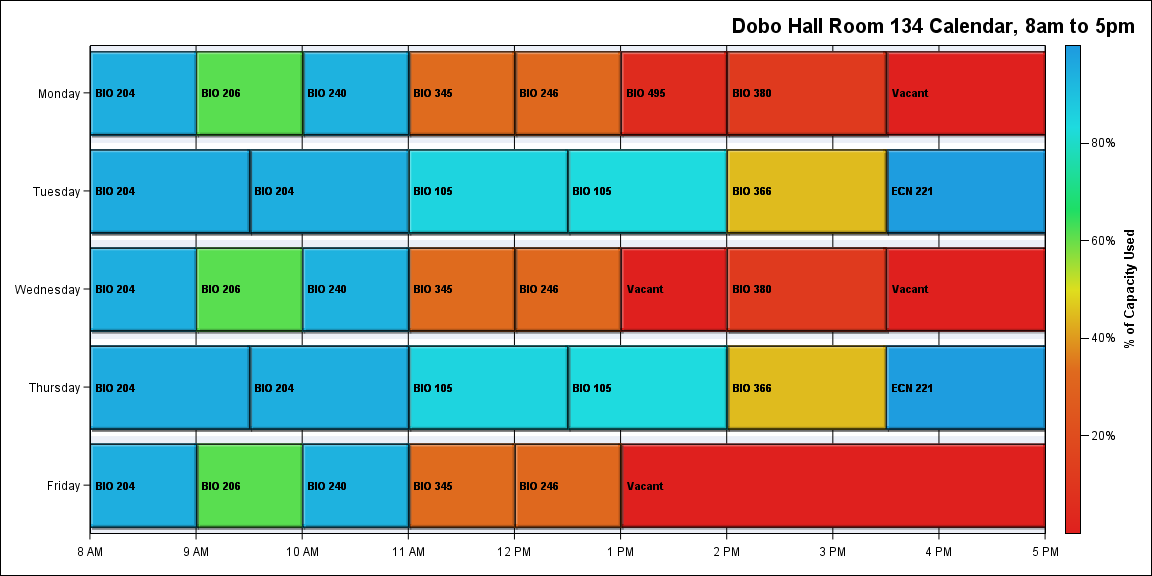 Dobo Hall Room 134 Calendar, 8am to 5pm
Monday
BIO 204
BIO 206
BIO 240
BIO 345
BIO 246
BIO 495
BIO 380
Vacant
Tuesday
BIO 204
BIO 204
BIO 105
BIO 105
BIO 366
ECN 221
Wednesday
BIO 204
BIO 206
BIO 240
BIO 345
BIO 246
Vacant
BIO 380
Vacant
Thursday
BIO 204
BIO 204
BIO 105
BIO 105
BIO 366
ECN 221
Friday
BIO 204
BIO 206
BIO 240
BIO 345
BIO 246
Vacant
8 AM
9 AM
10 AM
11 AM
12 PM
1 PM
2 PM
3 PM
4 PM
5 PM
80%
60%
40%
20%
% of Capacity Used